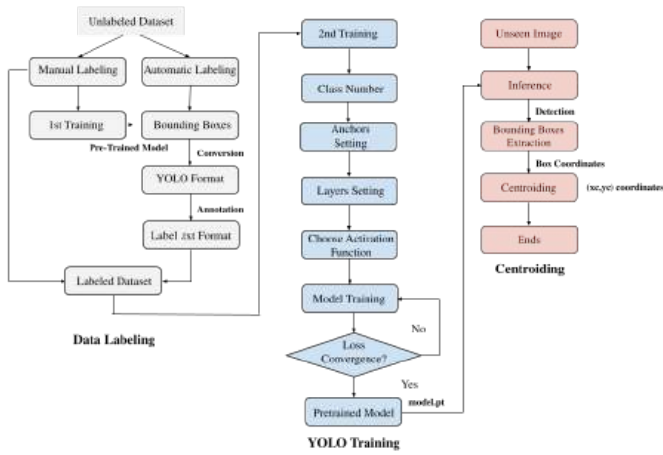 Unlabeled Dataset
Manual Labeling
Automatic Labeling
1st Training
Bounding Boxes
Pre-Trained Model
Conversion
YOLO Format
Annotation
Label .txt Format
Labeled Dataset
Data Labeling
2nd Training
Class Number
Anchors
Setting
Layers Setting
Choose Activation
Function
Model Training
No
Loss
Convergence?
Yes
Pretrained Model
model.pt
YOLO Training
Unseen Image
Inference
Detection
Bounding Boxes
Extraction
Box Coordinates
Centroiding
(xc,yc) coordinates
Ends
Centroiding